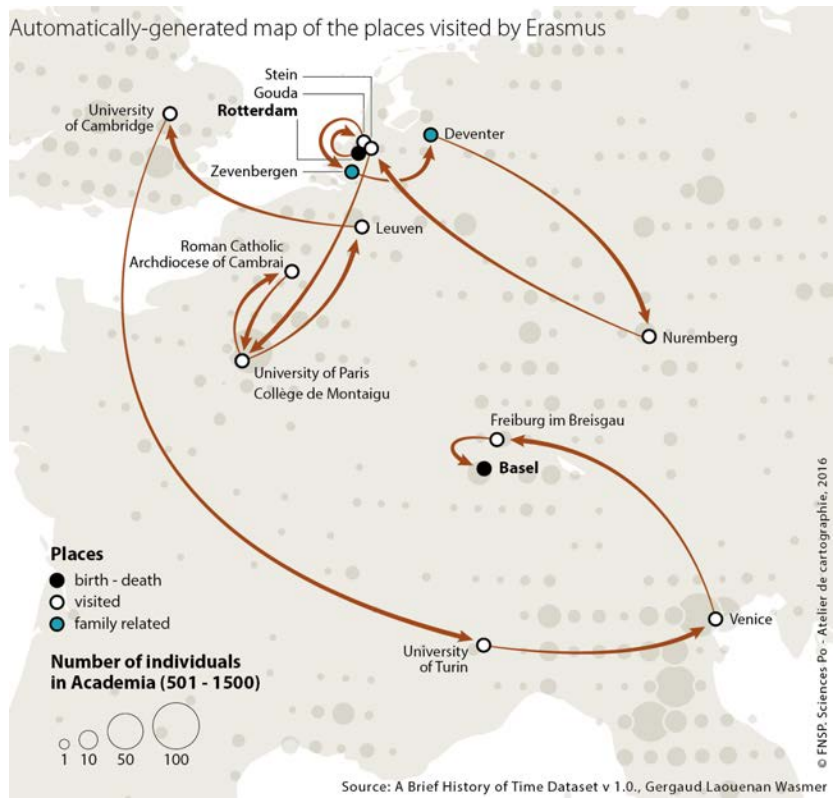 Automatically-generated map of the places visited by Erasmus
Stein
Gouda
Rotterdam
University
of Cambridge
Deventer
Zevenbergen
Leuven
Roman Catholic
Archdiocese of Cambrai
Nuremberg
University of Paris
Collège de Montaigu
Freiburg im Breisgau
Basel
Places
birth - death
visited
family related
Venice
University
of Turin
Number of individuals
in Academia (501 - 1500)
1 10 50 100
© FNSP. Sciences Po - Atelier de cartographie, 2016
Source: A Brief History of Time Dataset v 1.0., Gergaud Laouenan Wasmer